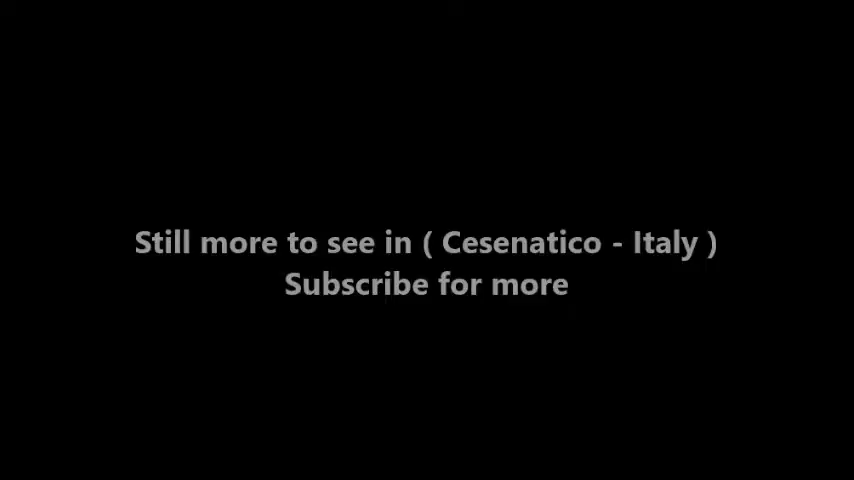 Still more to see in ( Cesenatico - Italy )
Subscribe for more